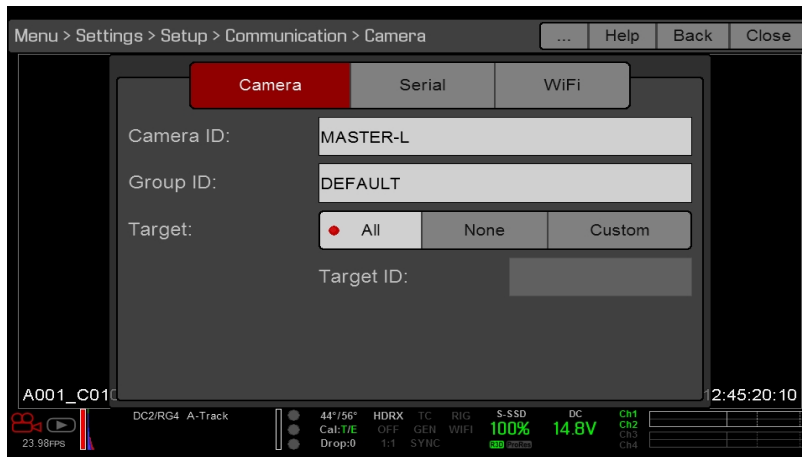 Menu > Settings > Setup > Communication > Camera ... Help Back Close
Camera Serial WiFi
Camera ID: MASTER-L
Group ID: DEFAULT
Target: All None Custom
Target ID:
A001_C01 2:45:20:10
DC2/RG4 A-Track 44°/56° HDRX TC RIG S-SSD DC Ch1
Cal:T/E OFF GEN WIFI 100% 14.8V Ch2
23.98FPS Drop:0 1:1 SYNC R3D ProRes Ch3
Ch4